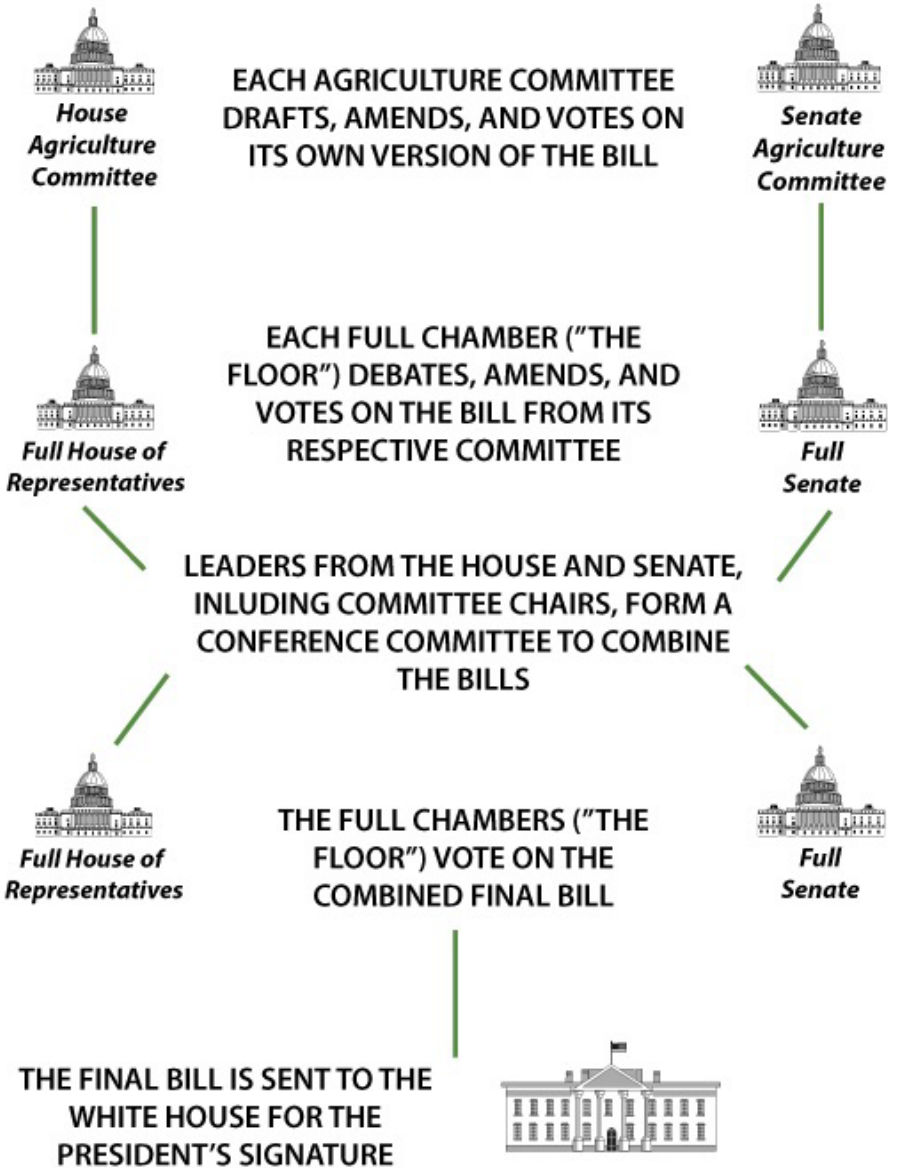 House
Agriculture
Committee
EACH AGRICULTURE COMMITTEE
DRAFTS, AMENDS, AND VOTES ON
ITS OWN VERSION OF THE BILL
Senate
Agriculture
Committee
Full House of
Representatives
EACH FULL CHAMBER (”THE
FLOOR”) DEBATES, AMENDS, AND
VOTES ON THE BILL FROM ITS
RESPECTIVE COMMITTEE
Full
Senate
LEADERS FROM THE HOUSE AND SENATE,
INLUDING COMMITTEE CHAIRS, FORM A
CONFERENCE COMMITTEE TO COMBINE
THE BILLS
Full House of
Representatives
THE FULL CHAMBERS (”THE
FLOOR”) VOTE ON THE
COMBINED FINAL BILL
Full
Senate
THE FINAL BILL IS SENT TO THE
WHITE HOUSE FOR THE
PRESIDENT’S SIGNATURE